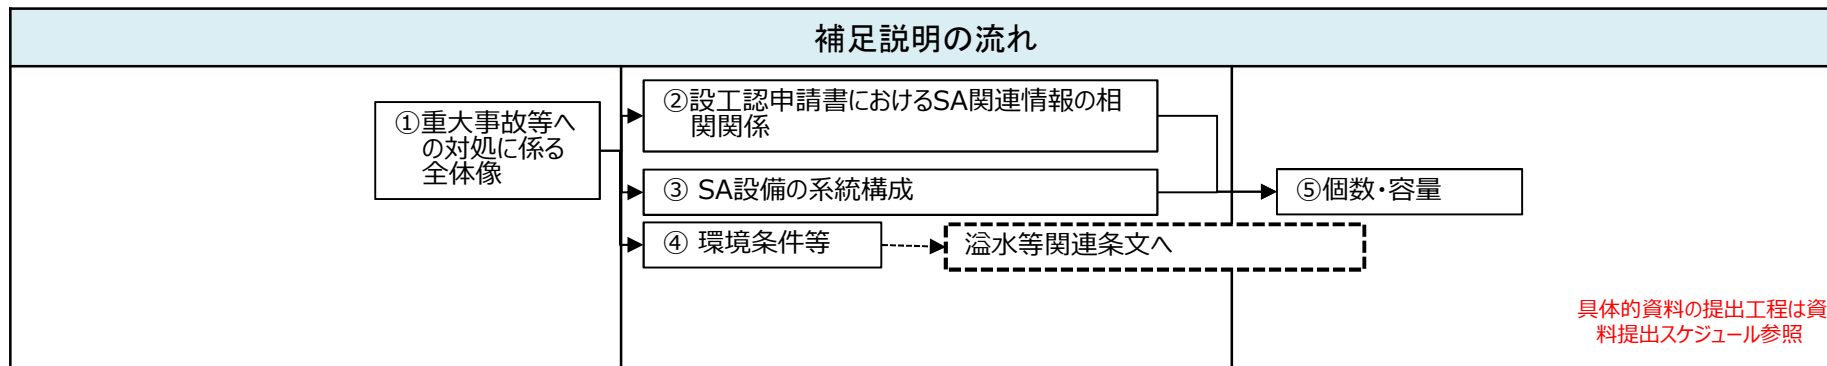 補足説明の流れ
①重大事故等へ
の対処に係る
全体像
②設工認申請書におけるSA関連情報の相
関関係
③ SA設備の系統構成
④ 環境条件等
溢水等関連条文へ
⑤個数・容量
具体的資料の提出工程は資
料提出スケジュール参照